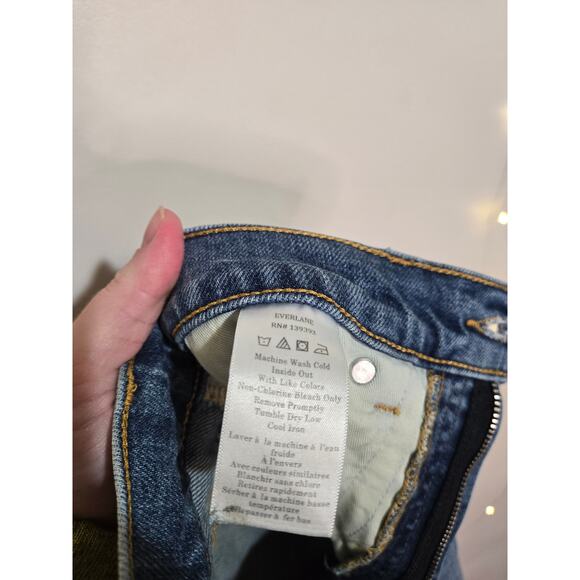 EVERLANE
RN# 139393
Machine Wash Cold
Inside Out
With Like Colors
Non-Chlorine Bleach Only
Remove Promptly
Tumble Dry Low
Cool Iron
Laver à la machine à l'eau
froide
A l'envers
Avec couleurs similaires
Blanchir sans chlore
Retirez rapidement
Sécher à la machine basse
température
Repasser à fer bas